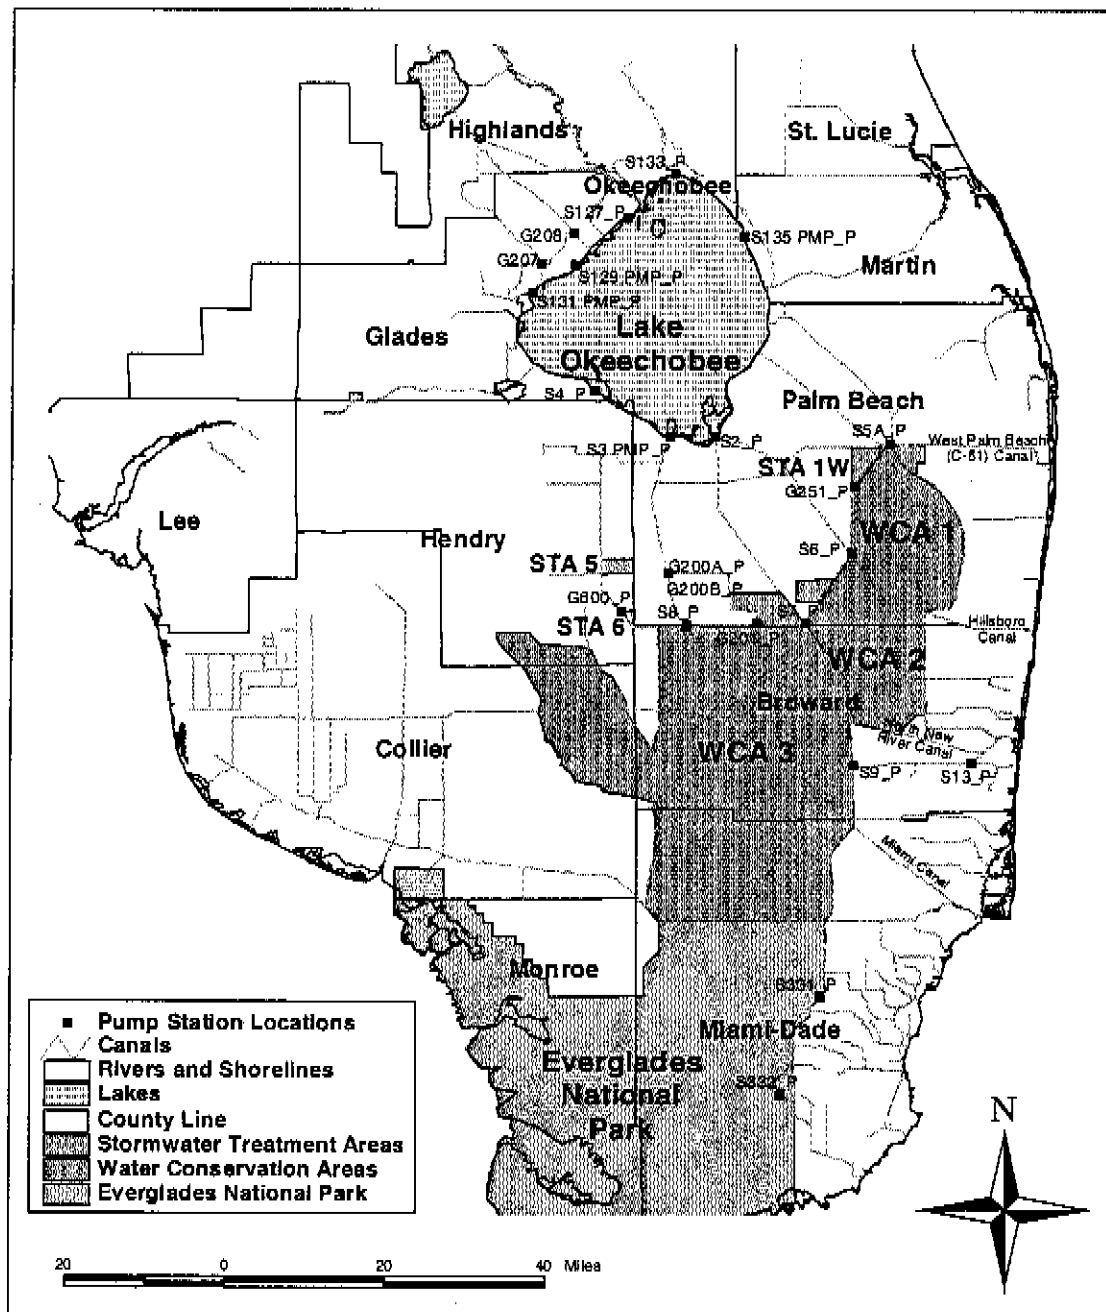 Highlands
St. Lucie
S133_P
Okeechobee
S127_P
G208
S135 PMP_P
G207
S129 PMP_P
Martin
S131 PMP_P
Glades
Lake
Okeechobee
S4_P
Palm Beach
S5A_P
S3 PMP_P
S2_P
West Palm Beach
(C-51) Canal
STA 1W
G251_P
Lee
Hendry
WCA 1
S6_P
STA 5
G200A_P
G200B_P
G600_P
S8_P
S7_P
STA 6
Hillsboro
Canal
WCA 2
Broward
North New
River Canal
Collier
WCA 3
S9_P
S13_P
Miami Canal
Monroe
S331_P
Miami-Dade
Everglades
National
Park
S332_P
Pump Station Locations
Canals
Rivers and Shorelines
Lakes
County Line
Stormwater Treatment Areas
Water Conservation Areas
Everglades National Park
N
20 0 20 40 Miles